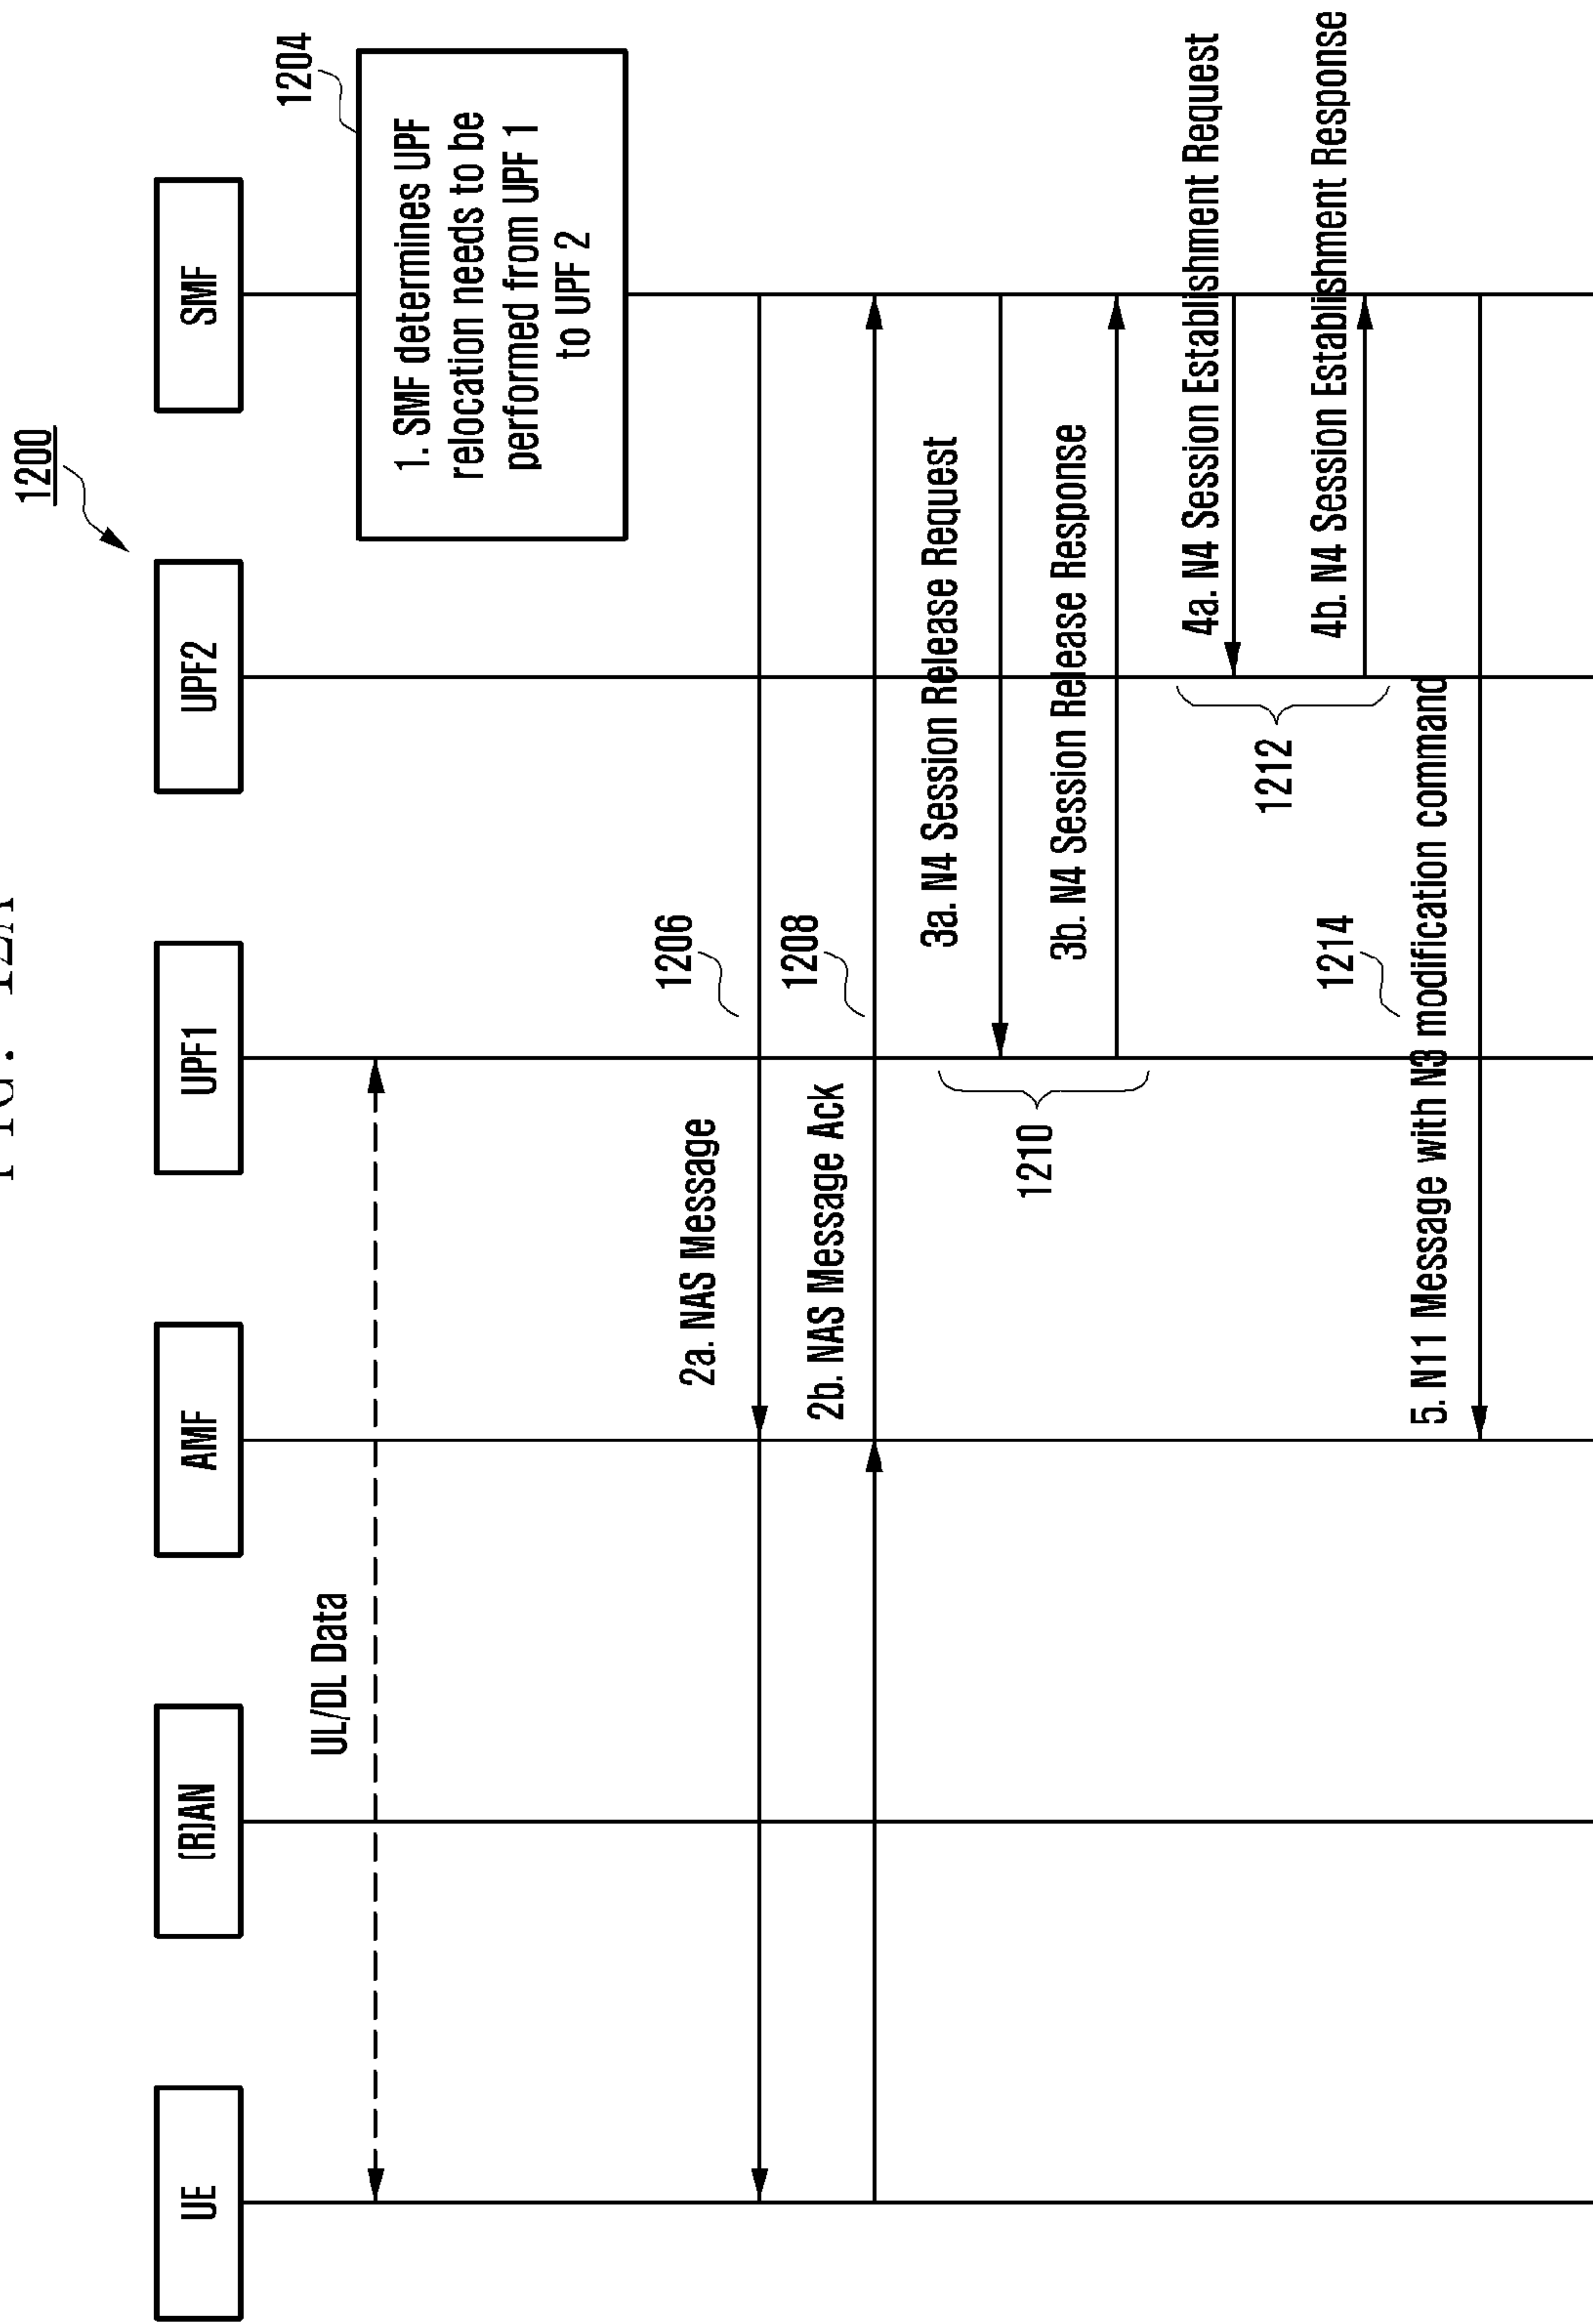 FIG. 12A
1200
UE
(R)AN
AMF
UPF1
UPF2
SMF
UL/DL Data
1204
1. SMF determines UPF
relocation needs to be
performed from UPF 1
to UPF 2
1206
2a. NAS Message
1208
2b. NAS Message Ack
3a. N4 Session Release Request
1210
3b. N4 Session Release Response
4a. N4 Session Establishment Request
1212
4b. N4 Session Establishment Response
1214
5. N11 Message with N3 modification command